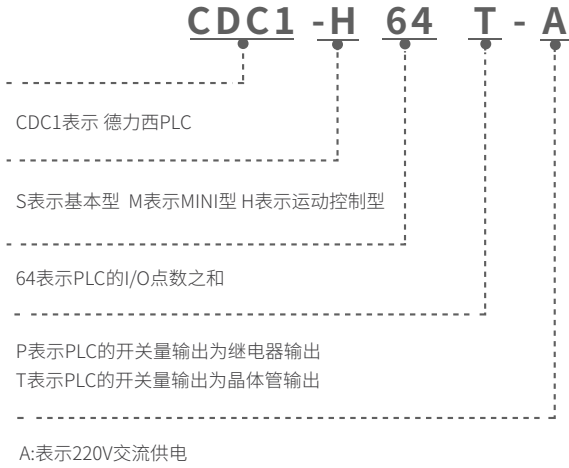 CDC1 -H 64 T - A
CDC1表示 德力西PLC
S表示基本型 M表示MINI型 H表示运动控制型
64表示PLC的I/O点数之和
P表示PLC的开关量输出为继电器输出
T表示PLC的开关量输出为晶体管输出
A:表示220V交流供电